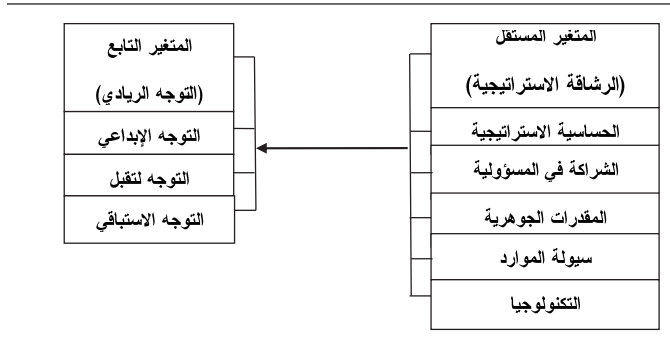 المتغير المستقل
(الرشاقة الاستراتيجية)
الحساسية الاستراتيجية
الشراكة في المسؤولية
المقدرات الجوهرية
سيولة الموارد
التكنولوجيا
المتغير التابع
(التوجه الريادي)
التوجه الإبداعي
التوجه لتقبل
التوجه الاستباقي